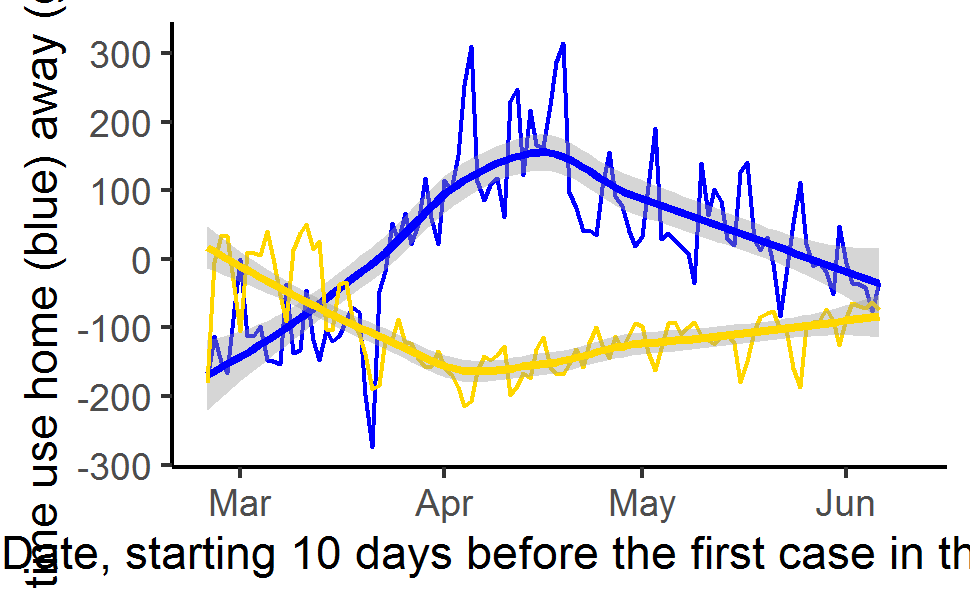 time use home (blue) away (
300
200
100
0
-100
-200
-300
Mar Apr May Jun
Date, starting 10 days before the first case in th